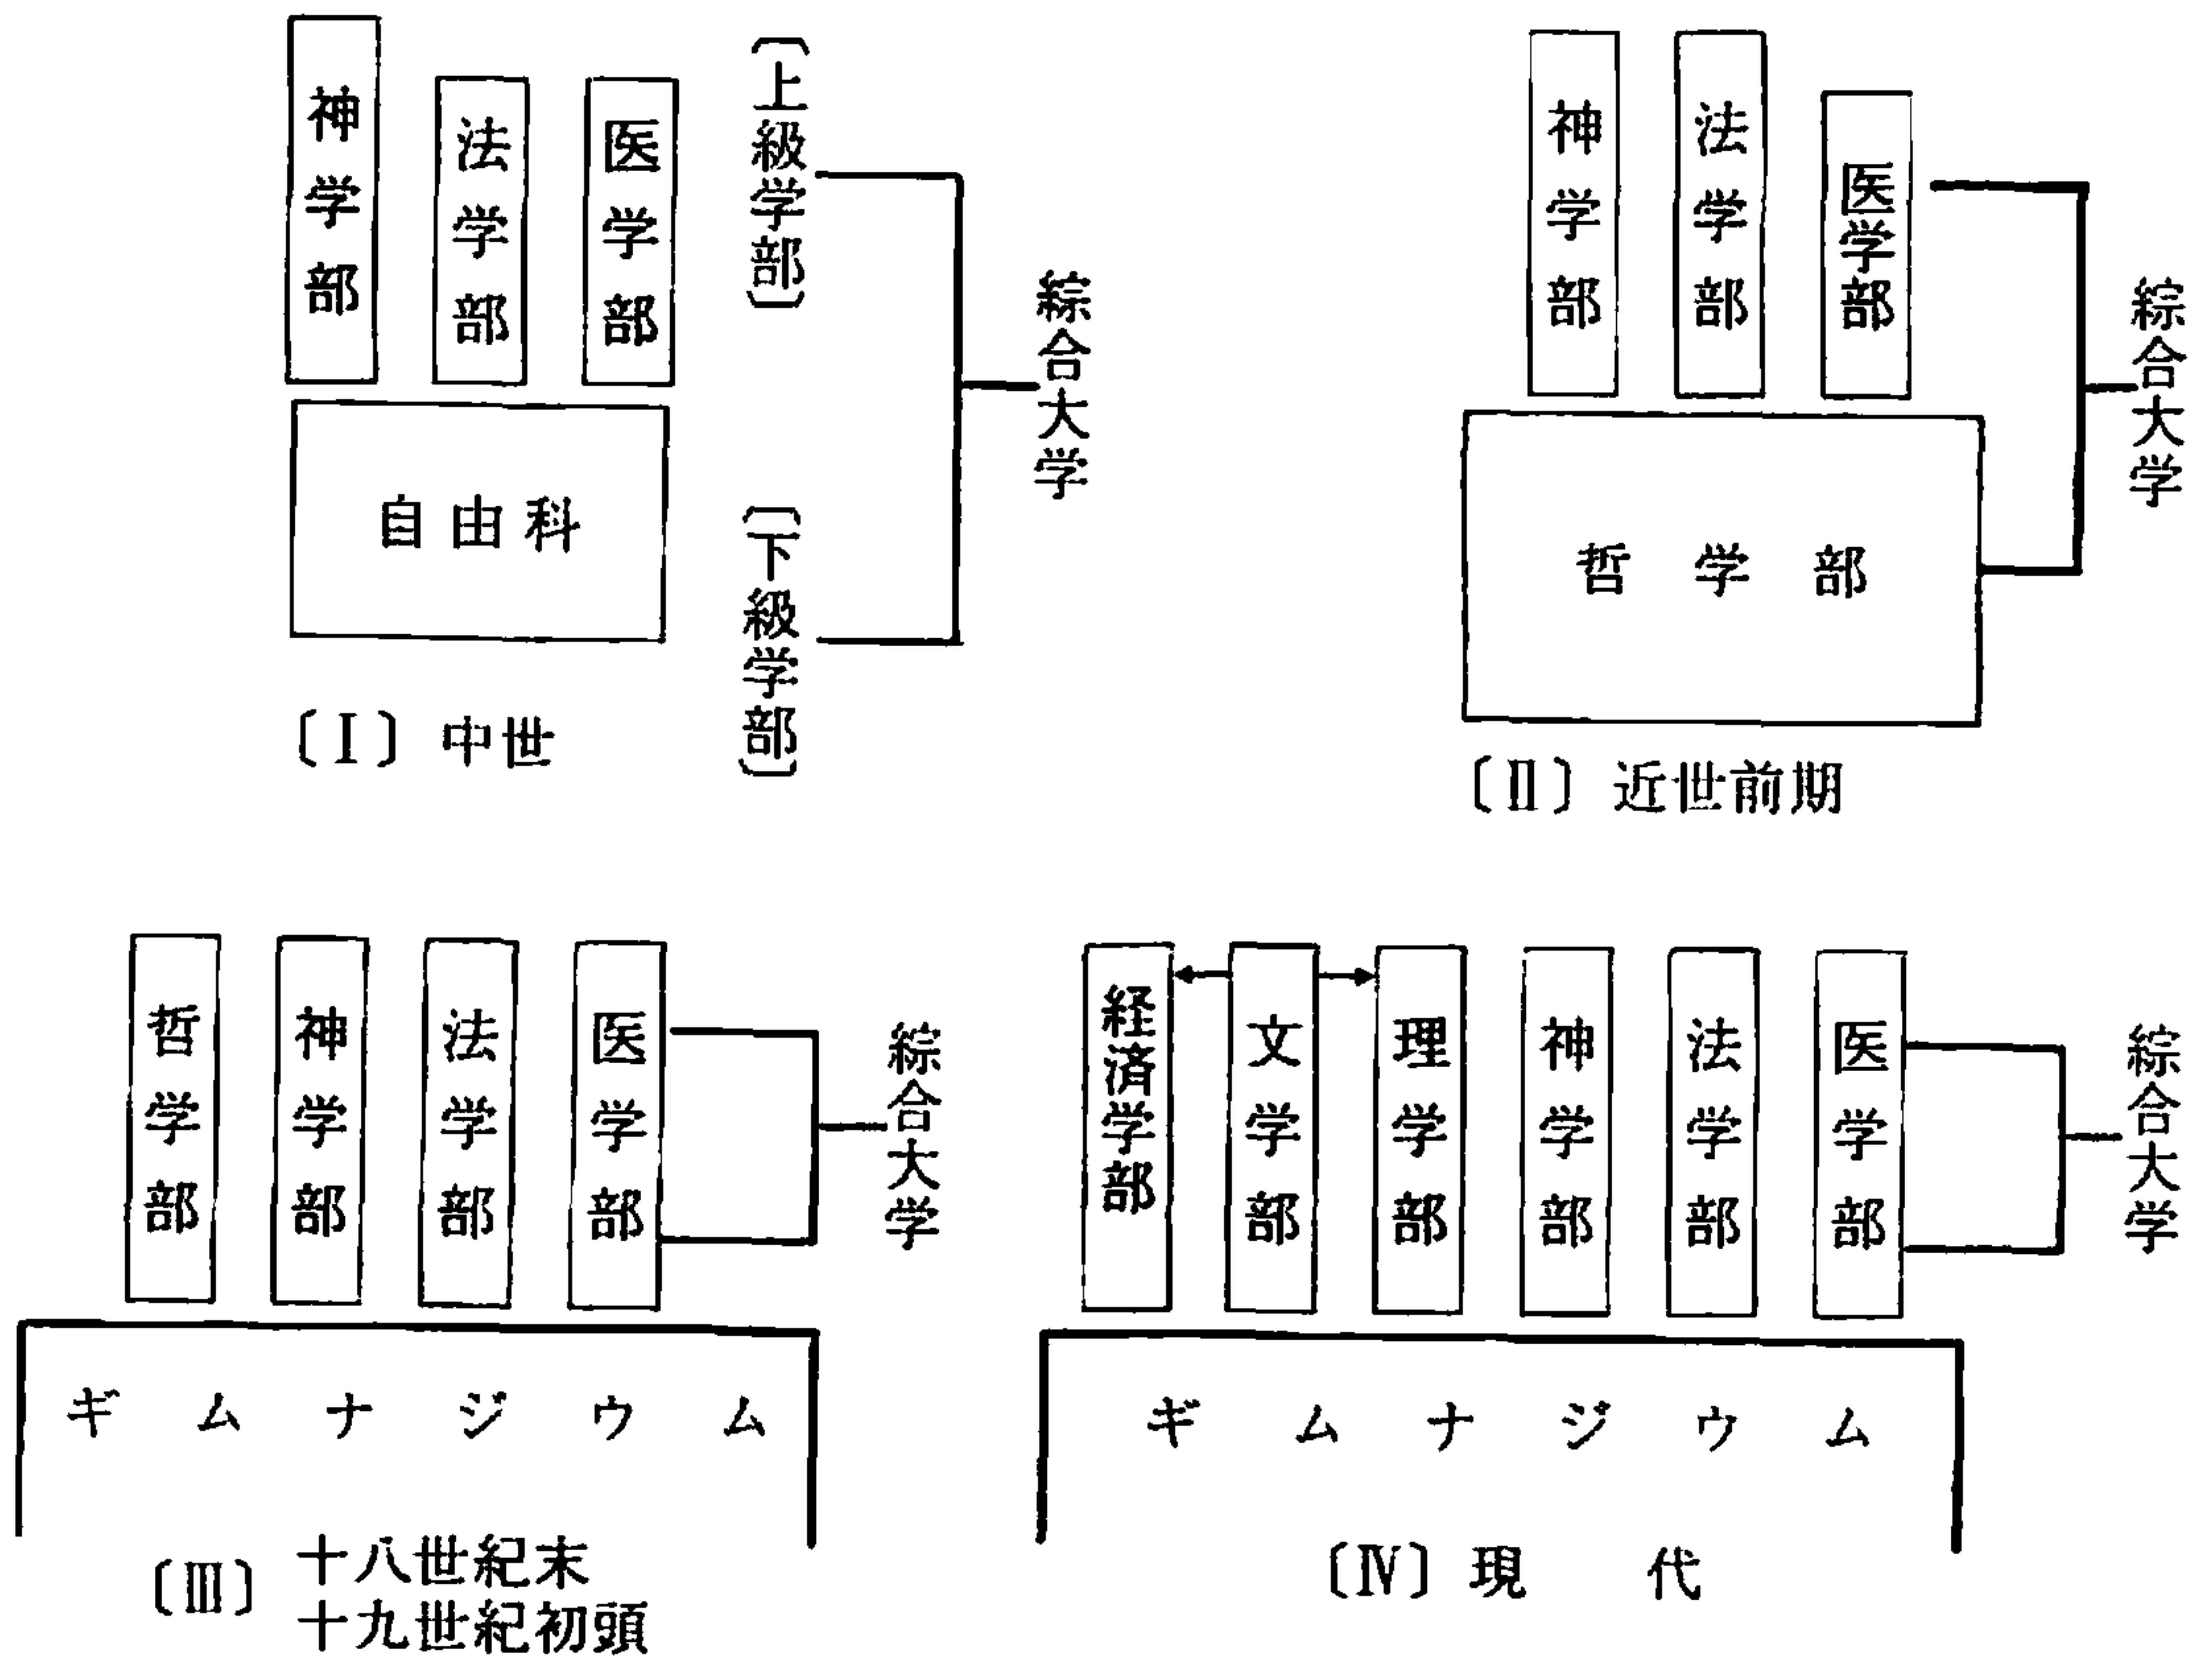 神学部
法学部
医学部
〔上級学部〕
自由科
〔下級学部〕
綜合大学
〔Ⅰ〕 中世
神学部
法学部
医学部
哲学部
綜合大学
〔Ⅱ〕 近世前期
哲学部
神学部
法学部
医学部
綜合大学
ギムナジウム
〔Ⅲ〕 十八世紀末
十九世紀初頭
経済学部
文学部
理学部
神学部
法学部
医学部
綜合大学
ギムナジウム
〔Ⅳ〕 現代